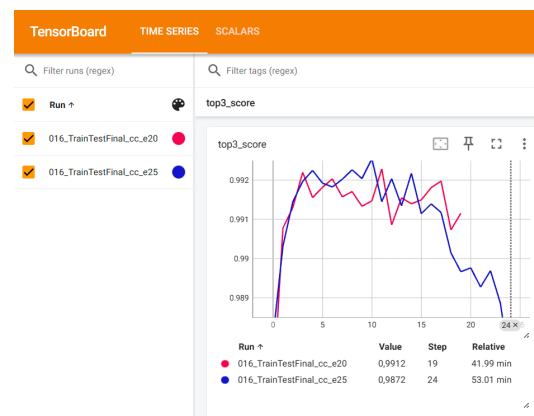 TensorBoard TIME SERIES SCALARS
Filter runs (regex)
Filter tags (regex)
Run ↑
top3_score
016_TrainTestFinal_cc_e20
016_TrainTestFinal_cc_e25
top3_score
0.992
0.991
0.99
0.989
0 5 10 15 20 24 ×
Run ↑ Value Step Relative
016_TrainTestFinal_cc_e20 0,9912 19 41.99 min
016_TrainTestFinal_cc_e25 0,9872 24 53.01 min